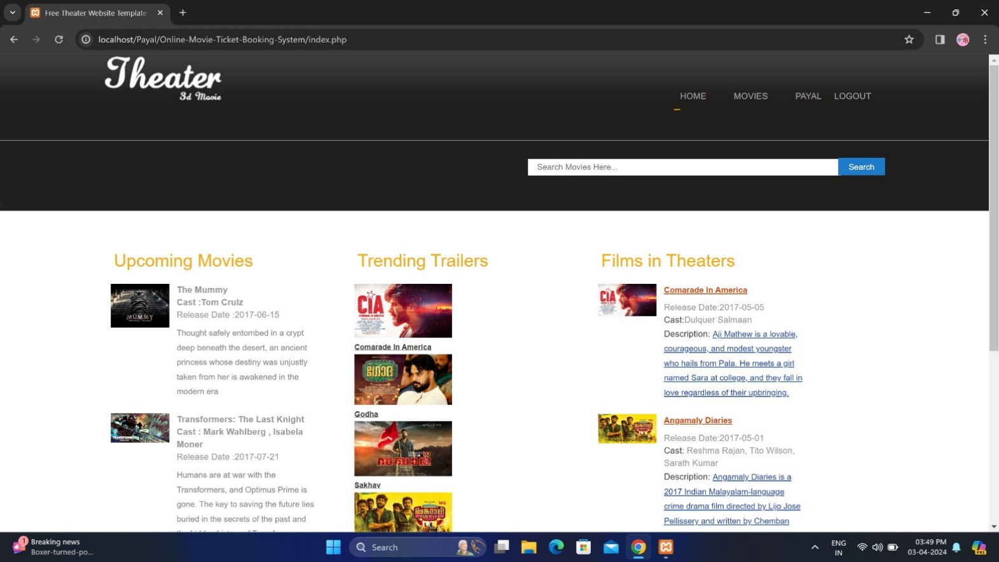 Free Theater Website Template
localhost/Payal/Online-Movie-Ticket-Booking-System/index.php
Theater
3d Movie
HOME MOVIES PAYAL LOGOUT
Search Movies Here... Search
Upcoming Movies
The Mummy
Cast :Tom Cruiz
Release Date :2017-06-15
Thought safely entombed in a crypt
deep beneath the desert, an ancient
princess whose destiny was unjustly
taken from her is awakened in the
modern era
MUMMY
Transformers: The Last Knight
Cast : Mark Wahlberg , Isabela
Moner
Release Date :2017-07-21
Humans are at war with the
Transformers, and Optimus Prime is
gone. The key to saving the future lies
buried in the secrets of the past and
TRANSFORMERS
Trending Trailers
CIA
COMRADE IN AMERICA
Comarade In America
ഗോദ
Godha
സഖാവ്
Sakhav
അങ്കമാലി
Films in Theaters
CIA
Comarade In America
Release Date:2017-05-05
Cast:Dulquer Salmaan
Description: Aji Mathew is a lovable,
courageous, and modest youngster
who hails from Pala. He meets a girl
named Sara at college, and they fall in
love regardless of their upbringing.
Angamaly Diaries
Release Date:2017-05-01
Cast: Reshma Rajan, Tito Wilson,
Sarath Kumar
Description: Angamaly Diaries is a
2017 Indian Malayalam-language
crime drama film directed by Lijo Jose
Pellissery and written by Chemban
1
Breaking news
Boxer-turned-po...
Search
ENG
IN
03:49 PM
03-04-2024
PRE